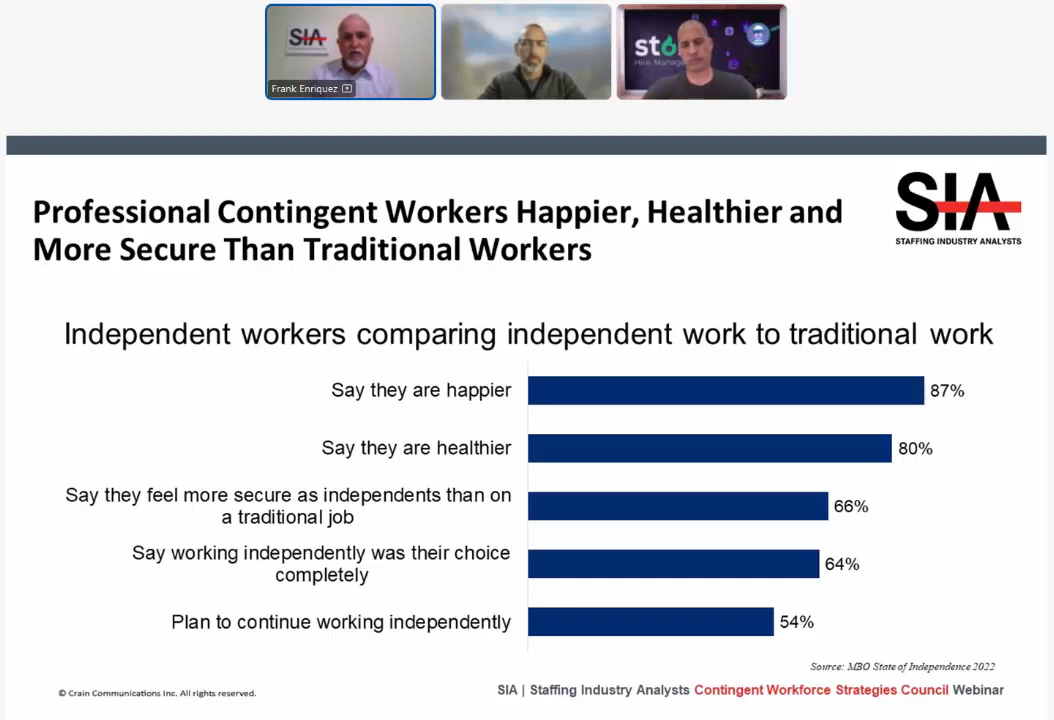 SIA
Frank Enriquez
st6
Hire, Manage
Professional Contingent Workers Happier, Healthier and
More Secure Than Traditional Workers
SIA
STAFFING INDUSTRY ANALYSTS
Independent workers comparing independent work to traditional work
Say they are happier
87%
Say they are healthier
80%
Say they feel more secure as independents than on
a traditional job
66%
Say working independently was their choice
completely
64%
Plan to continue working independently
54%
Source: MBO State of Independence 2022
© Crain Communications Inc. All rights reserved.
SIA | Staffing Industry Analysts Contingent Workforce Strategies Council Webinar